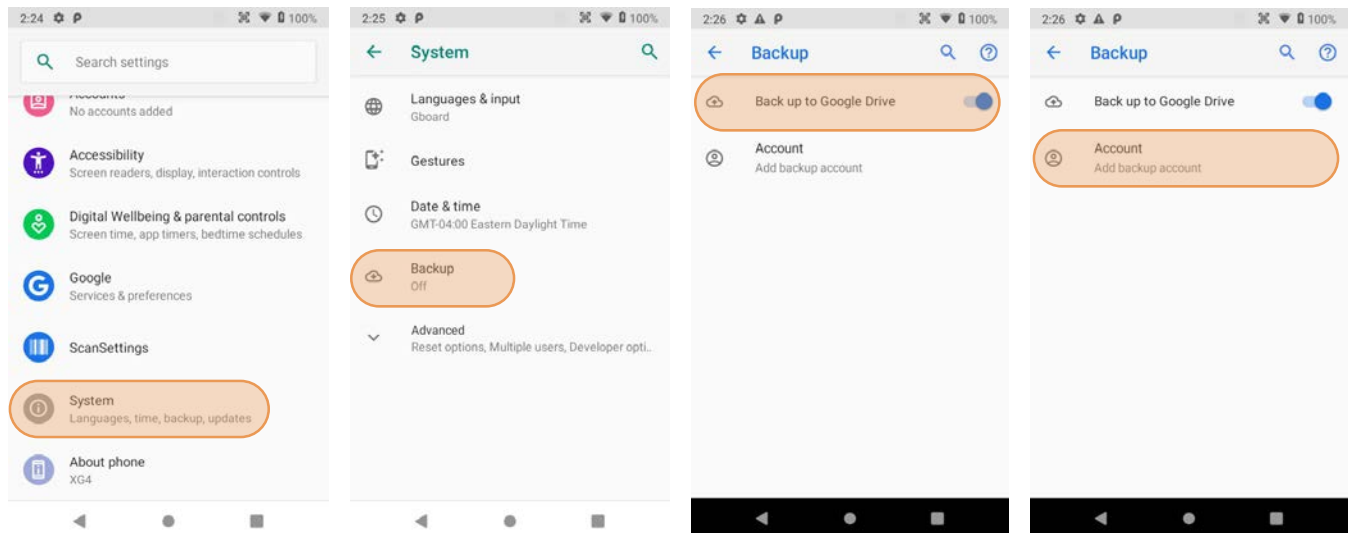 2:24 100%
Search settings
Accounts
No accounts added
Accessibility
Screen readers, display, interaction controls
Digital Wellbeing & parental controls
Screen time, app timers, bedtime schedules
Google
Services & preferences
ScanSettings
System
Languages, time, backup, updates
About phone
XG4
2:25 100%
System
Languages & input
Gboard
Gestures
Date & time
GMT-04:00 Eastern Daylight Time
Backup
Off
Advanced
Reset options, Multiple users, Developer opti..
2:26 100%
Backup
Back up to Google Drive
Account
Add backup account
2:26 100%
Backup
Back up to Google Drive
Account
Add backup account